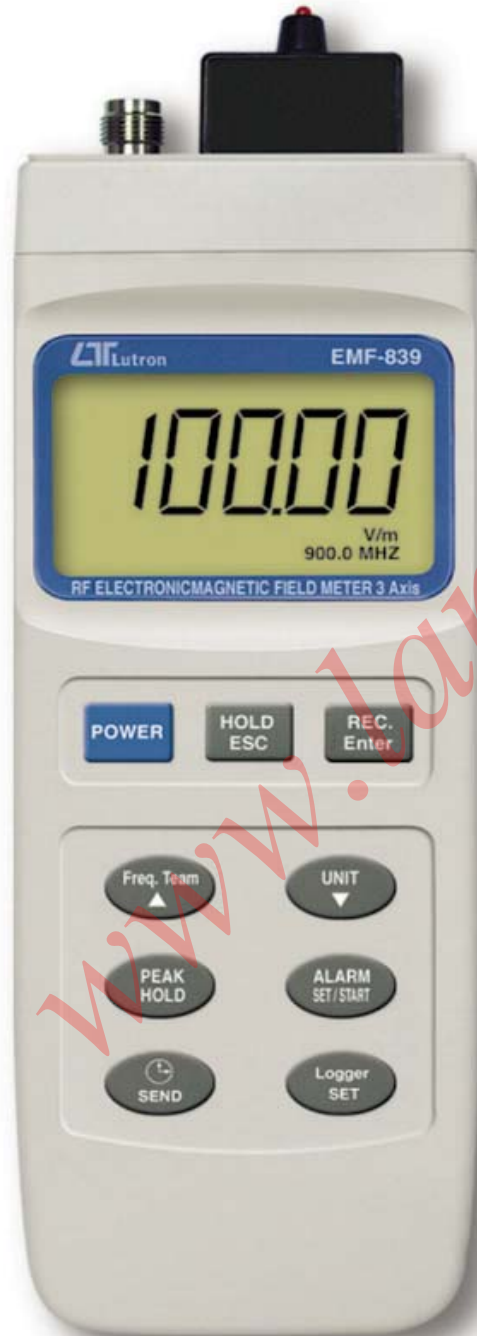 Lutron EMF-839
100.00
V/m
900.0 MHZ
RF ELECTRONICMAGNETIC FIELD METER 3 Axis
POWER
HOLD
ESC
REC.
Enter
Freq. Team
▲
UNIT
▼
PEAK
HOLD
ALARM
SET/START
SEND
Logger
SET
www.la